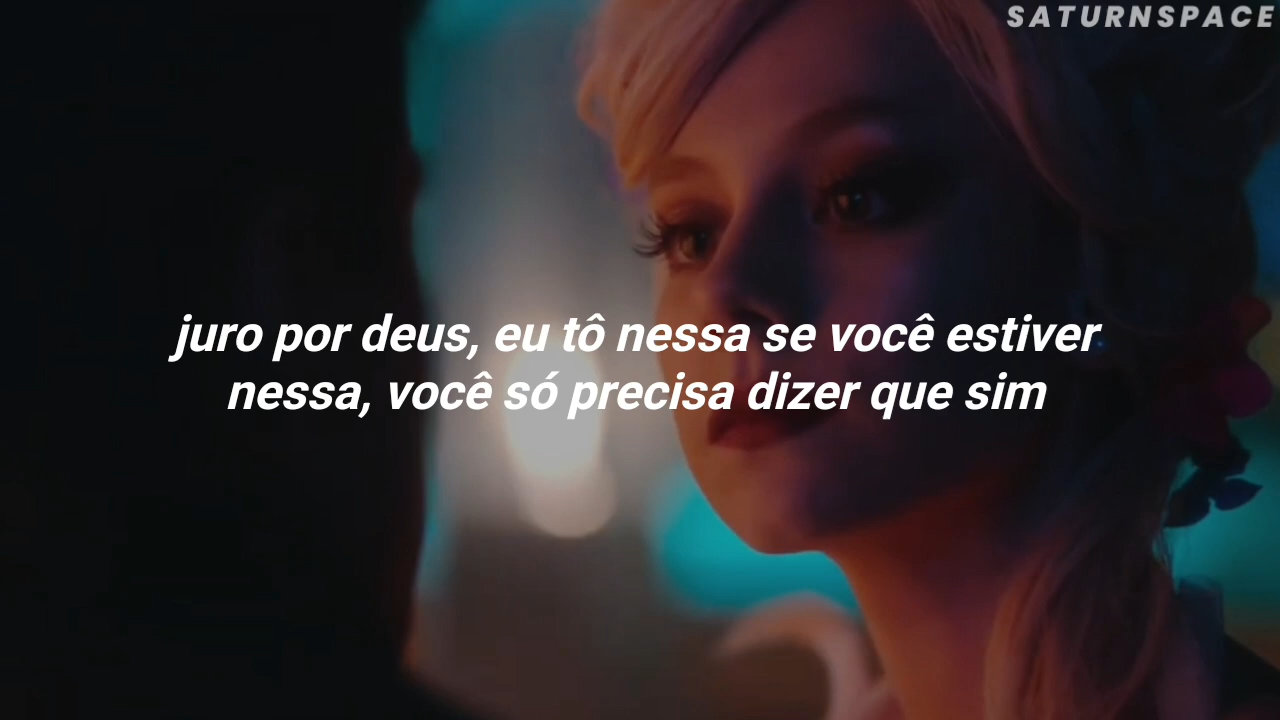 SATURNSPACE
juro por deus, eu tô nessa se você estiver
nessa, você só precisa dizer que sim